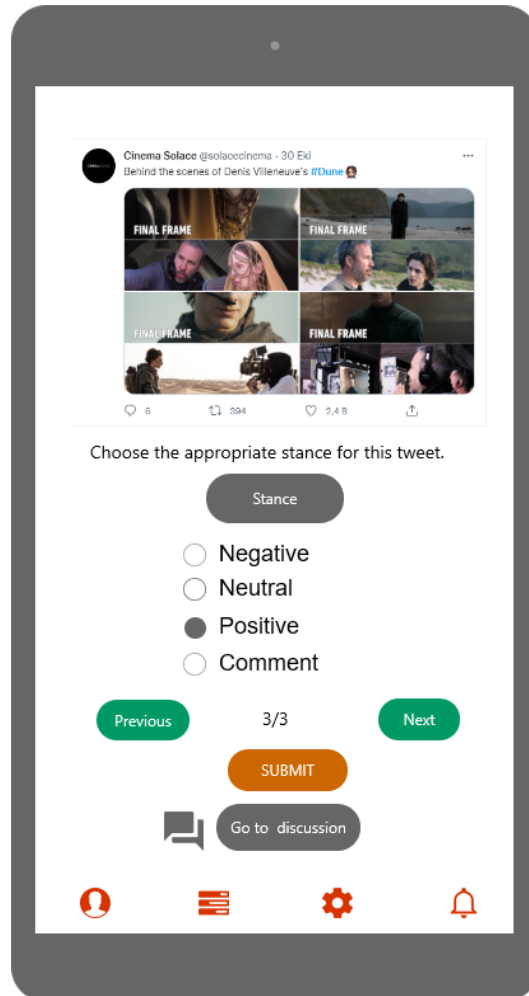 Cinema Solace @solacecinema · 30 Eki
Behind the scenes of Denis Villeneuve's #Dune
FINAL FRAME
FINAL FRAME
FINAL FRAME
FINAL FRAME
6 394 2,4 B
Choose the appropriate stance for this tweet.
Stance
Negative
Neutral
Positive
Comment
Previous 3/3 Next
SUBMIT
Go to discussion